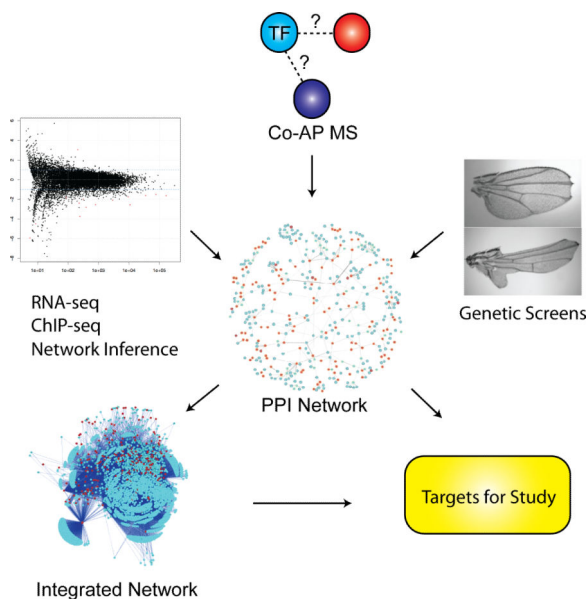 ?
TF
?
Co-AP MS
RNA-seq
ChIP-seq
Network Inference
Genetic Screens
PPI Network
Targets for Study
Integrated Network